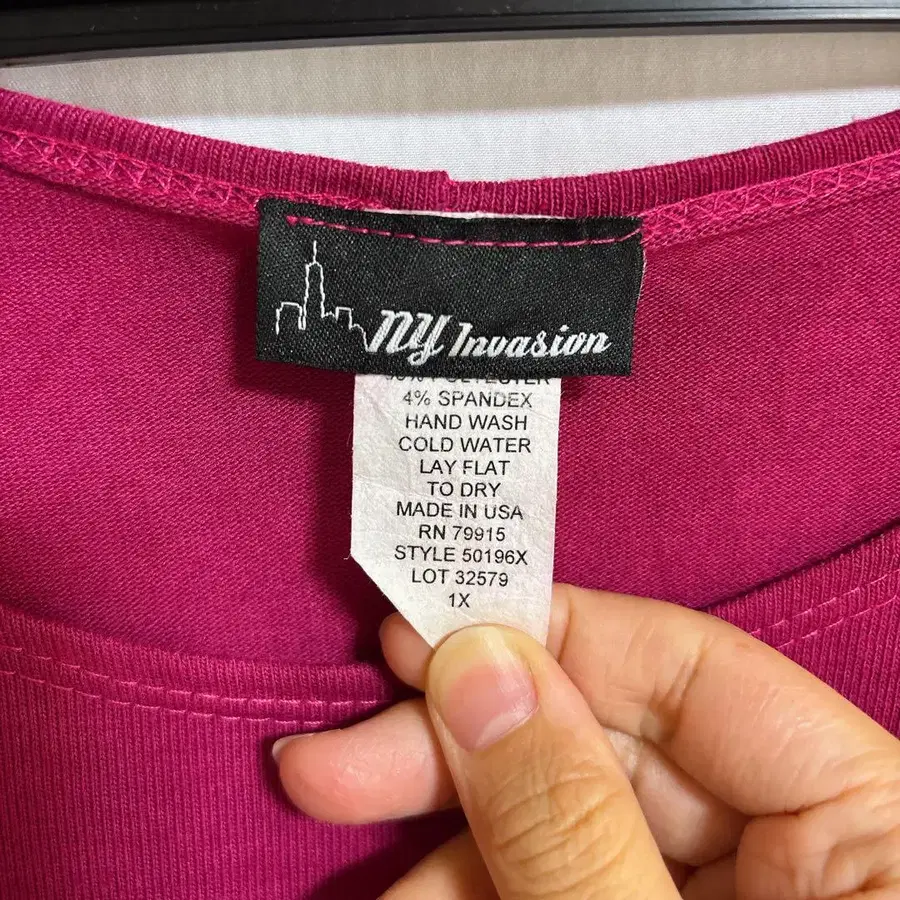 NY Invasion
POLYESTER
4% SPANDEX
HAND WASH
COLD WATER
LAY FLAT
TO DRY
MADE IN USA
RN 79915
STYLE 50196X
LOT 32579
1X